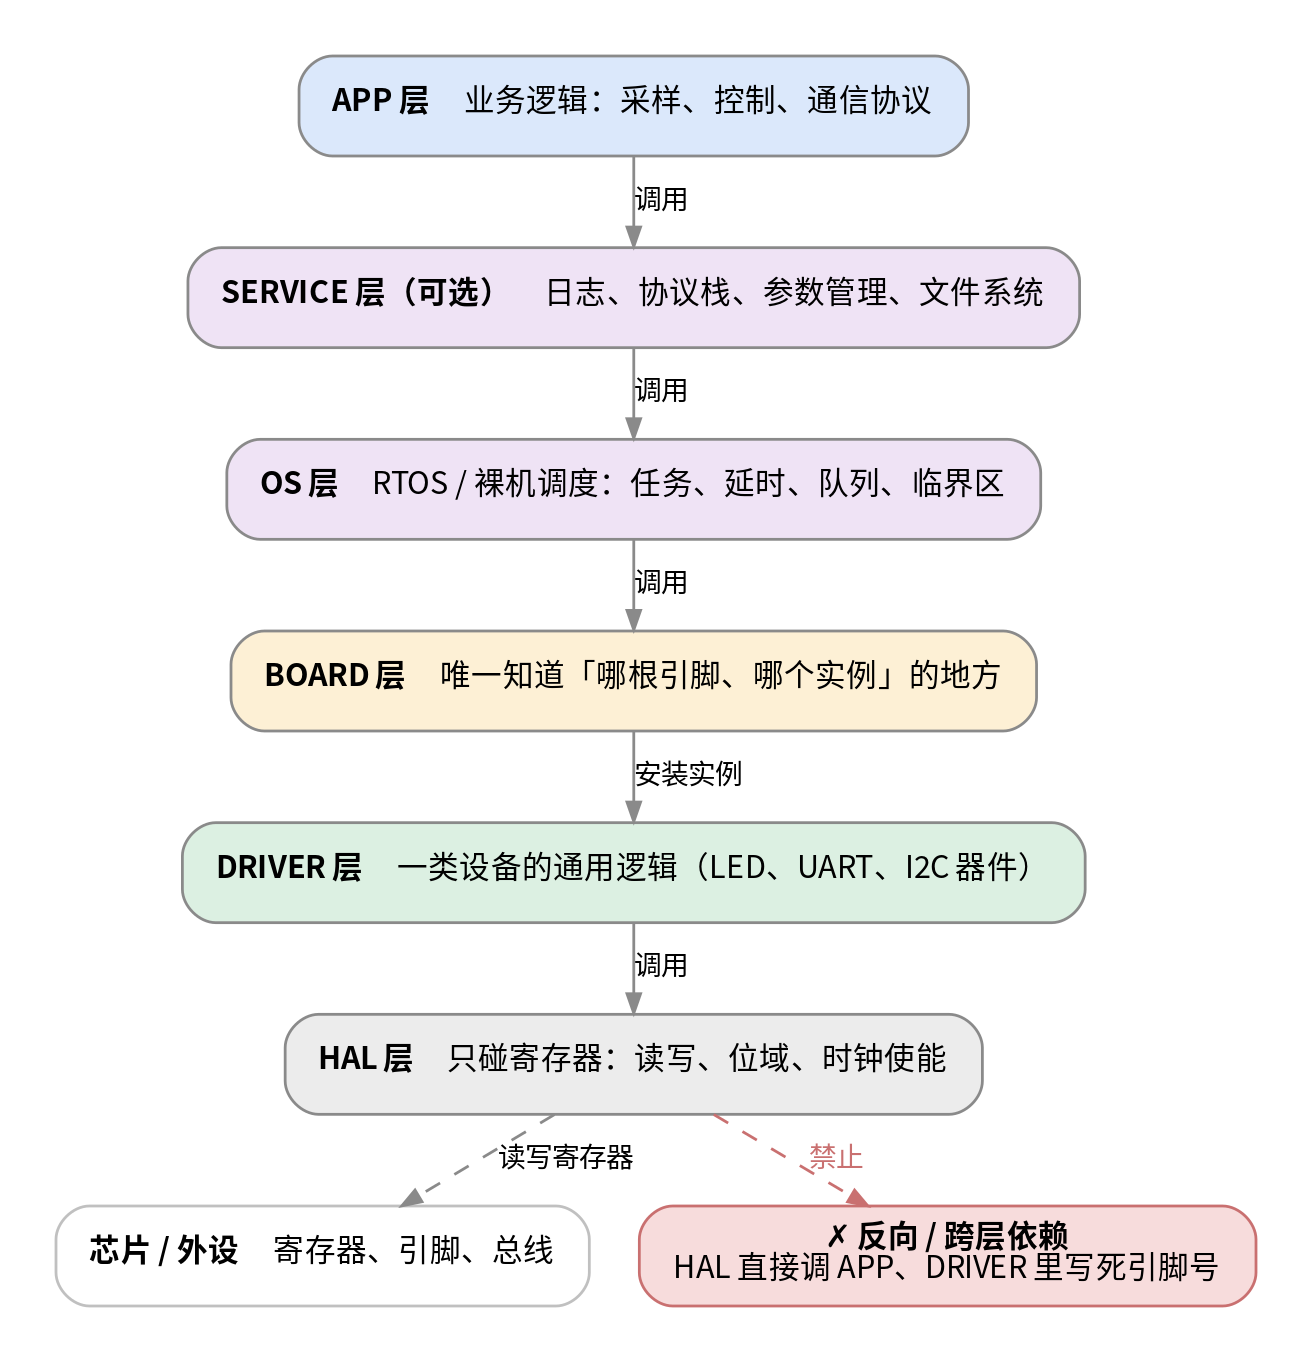 APP 层 业务逻辑：采样、控制、通信协议
调用
SERVICE 层（可选） 日志、协议栈、参数管理、文件系统
调用
OS 层 RTOS / 裸机调度：任务、延时、队列、临界区
调用
BOARD 层 唯一知道「哪根引脚、哪个实例」的地方
安装实例
DRIVER 层 一类设备的通用逻辑（LED、UART、I2C 器件）
调用
HAL 层 只碰寄存器：读写、位域、时钟使能
读写寄存器
禁止
芯片 / 外设 寄存器、引脚、总线
✗ 反向 / 跨层依赖
HAL 直接调 APP、DRIVER 里写死引脚号